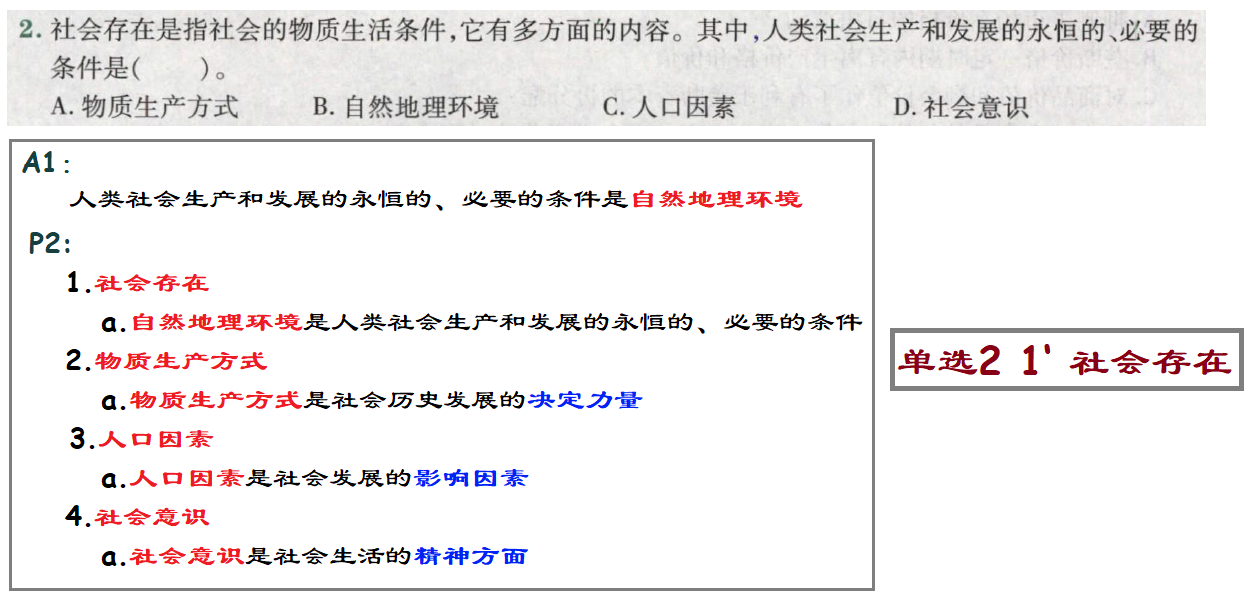 2. 社会存在是指社会的物质生活条件,它有多方面的内容。其中,人类社会生产和发展的永恒的、必要的
条件是(　　)。
A. 物质生产方式　　B. 自然地理环境　　C. 人口因素　　D. 社会意识
A1:
人类社会生产和发展的永恒的、必要的条件是自然地理环境
P2:
1.社会存在
a.自然地理环境是人类社会生产和发展的永恒的、必要的条件
2.物质生产方式
a.物质生产方式是社会历史发展的决定力量
3.人口因素
a.人口因素是社会发展的影响因素
4.社会意识
a.社会意识是社会生活的精神方面
单选2 1' 社会存在